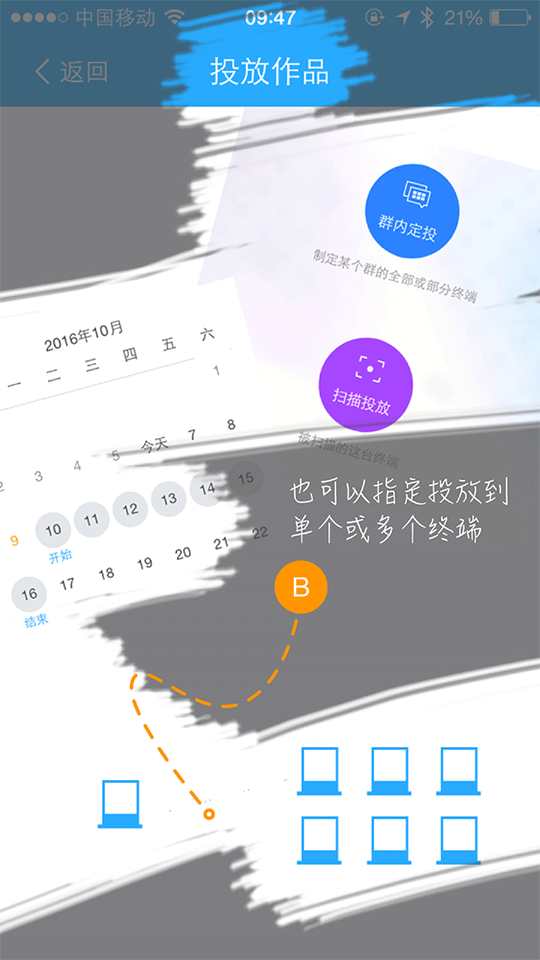 中国移动 09:47 21%
返回 投放作品
群内定投
制定某个群的全部或部分终端
扫描投放
被扫描的这台终端
2016年10月
一 二 三 四 五 六
1
2 3 4 5 今天 7 8
9 10 11 12 13 14 15
开始
16 17 18 19 20 21 22
结束
也可以指定投放到
单个或多个终端
B